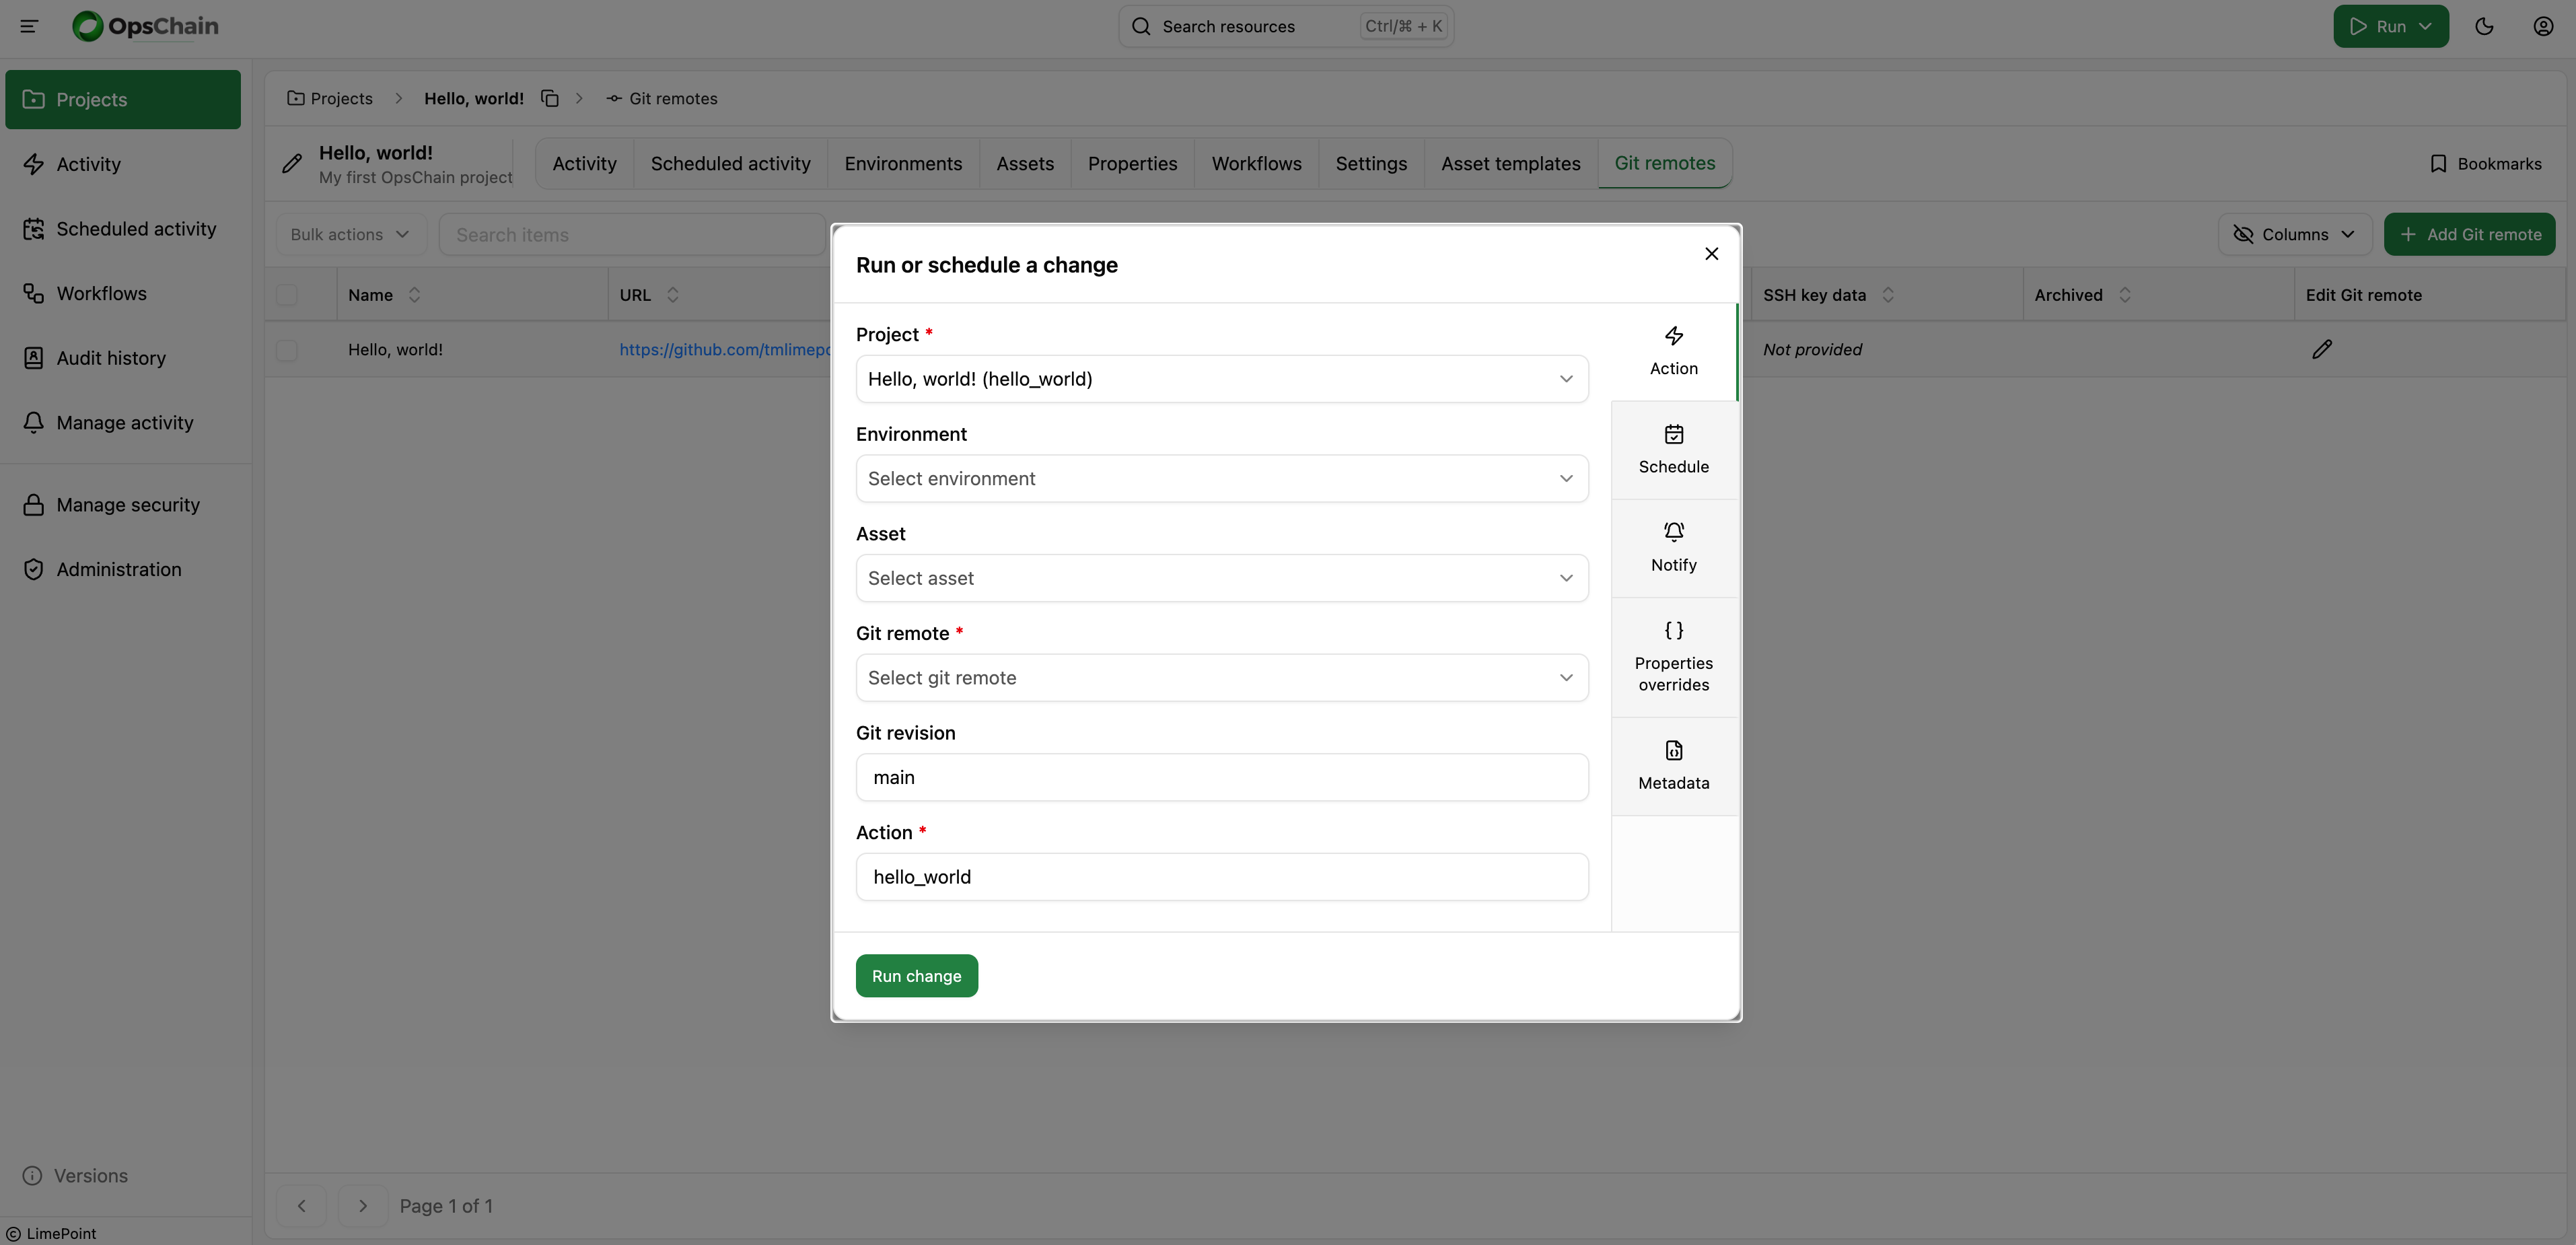 OpsChain
Search resources Ctrl/⌘ + K
Run
Projects
Activity
Scheduled activity
Workflows
Audit history
Manage activity
Manage security
Administration
Versions
© LimePoint
Projects > Hello, world! > Git remotes
Hello, world!
My first OpsChain project
Activity Scheduled activity Environments Assets Properties Workflows Settings Asset templates Git remotes
Bookmarks
Bulk actions Search items Columns + Add Git remote
Name URL SSH key data Archived Edit Git remote
Hello, world! Not provided
Page 1 of 1
Run or schedule a change
Project *
Hello, world! (hello_world)
Environment
Select environment
Asset
Select asset
Git remote *
Select git remote
Git revision
main
Action *
hello_world
Run change
Action
Schedule
Notify
{ }
Properties
overrides
Metadata